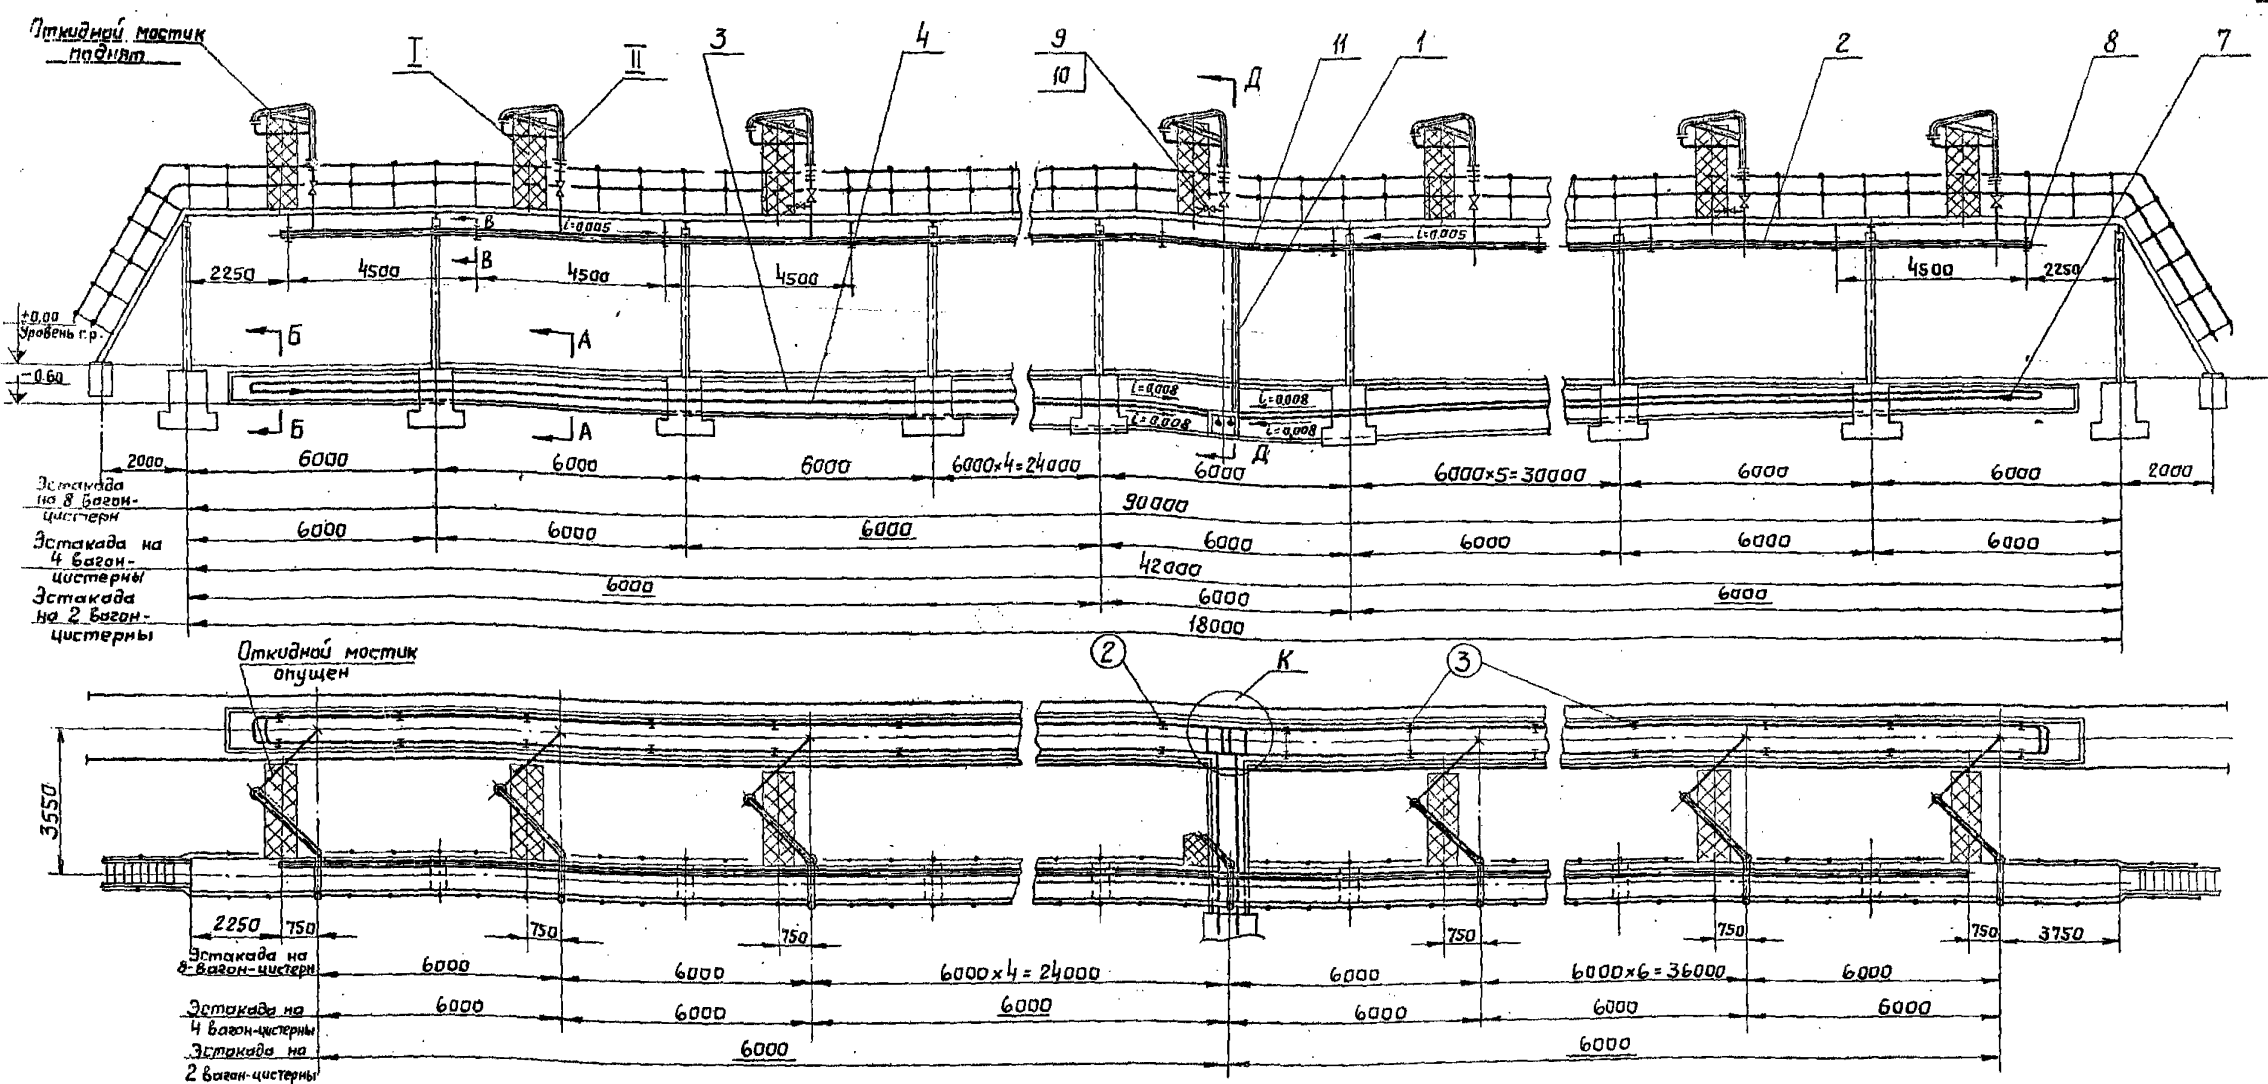 Откидной мостик
поднят
I
II
3
4
9
10
Д
11
1
2
8
7
В
i=0,005
i=0,005
В
2250
4500
4500
4500
4500
2250
±0,00
Уровень г.р.
-0.60
Б
А
i=0,008
i=0,008
i=0,008
i=0,008
Б
А
Д
2000
6000
6000
6000
6000×4=24000
6000
6000×5=30000
6000
6000
2000
Эстакада
на 8 вагон-
цистерн
90000
6000
6000
6000
6000
6000
6000
6000
Эстакада на
4 вагон-
цистерны
42000
6000
6000
6000
Эстакада
на 2 вагон-
цистерны
18000
Откидной мостик
опущен
2
К
3
3550
2250
750
750
750
750
750
750
3750
Эстакада на
8-вагон-цистерн
6000
6000
6000×4=24000
6000
6000×6=36000
6000
Эстакада на
4 вагон-цистерны
6000
6000
6000
6000
6000
6000
Эстакада на
2 вагон-цистерны
6000
6000